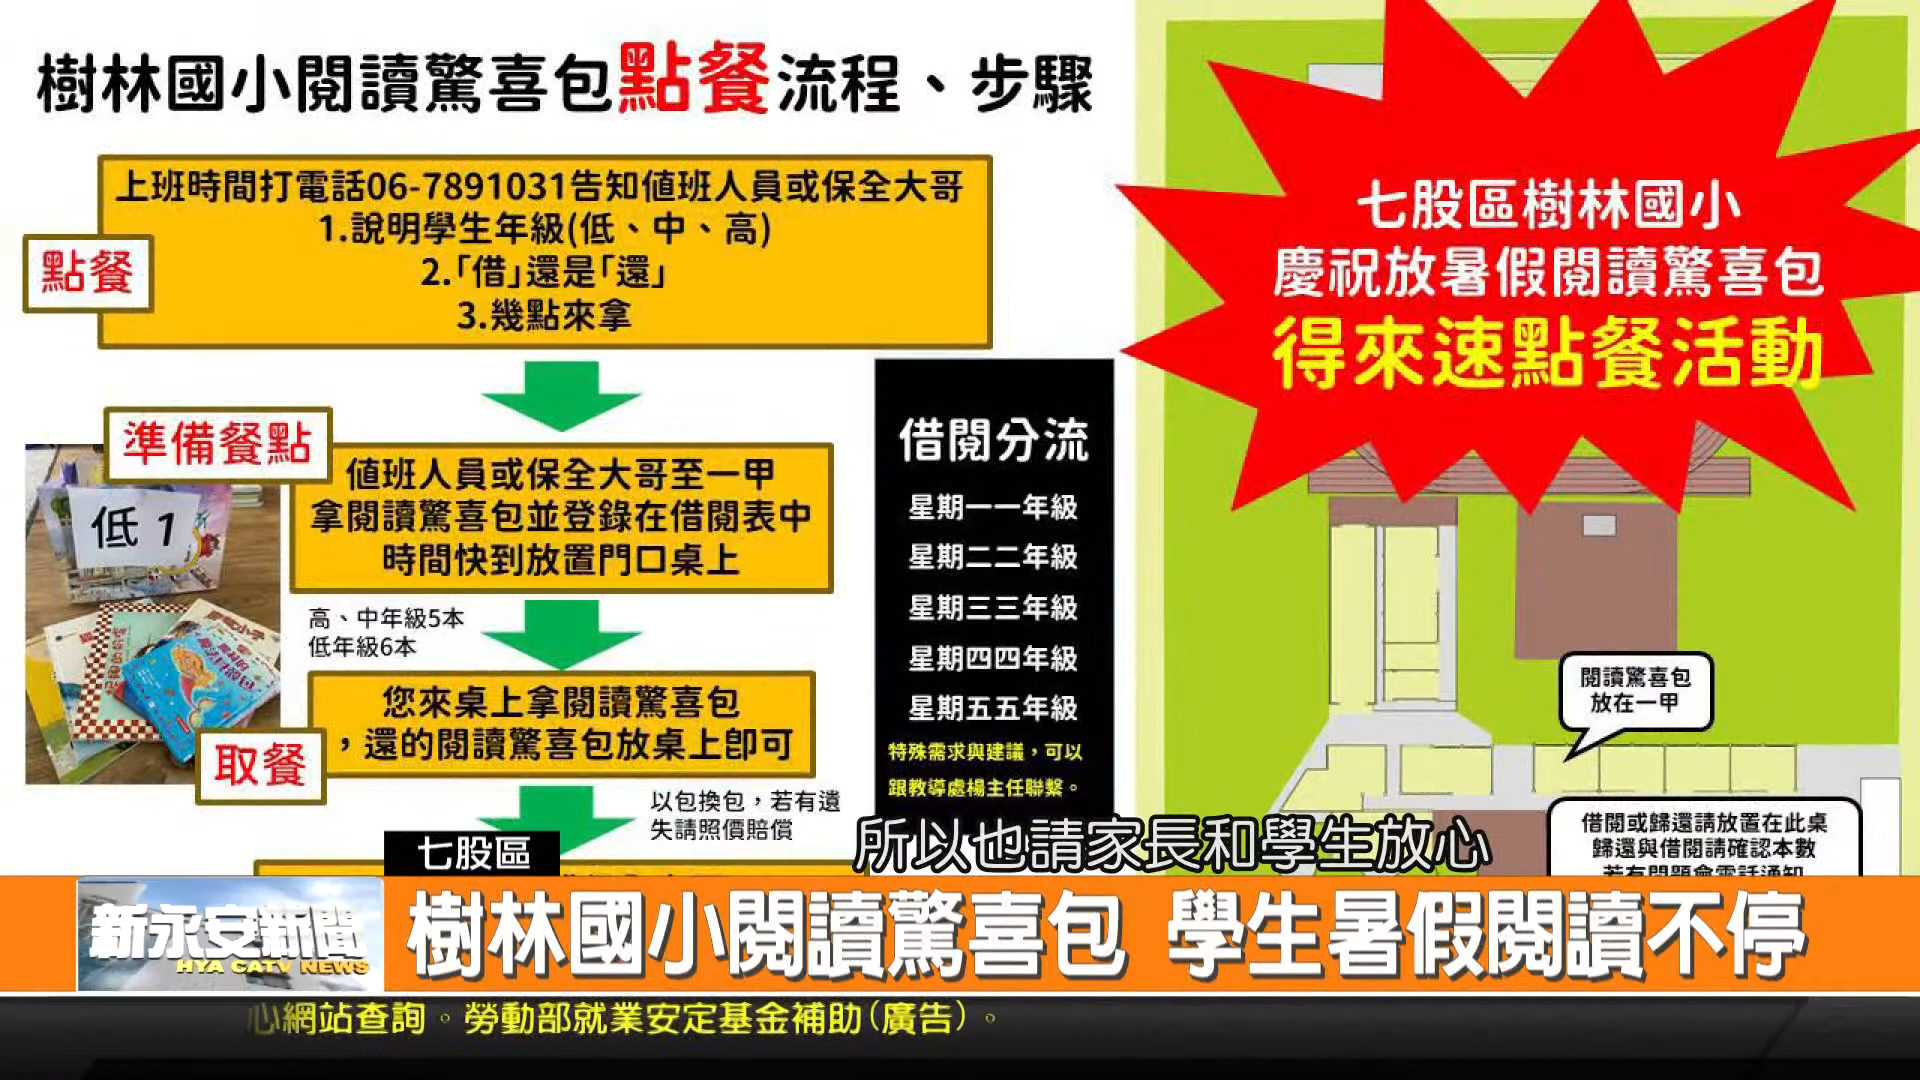 樹林國小閱讀驚喜包點餐流程、步驟
上班時間打電話06-7891031告知值班人員或保全大哥
1.說明學生年級(低、中、高)
2.「借」還是「還」
3.幾點來拿
點餐
準備餐點
值班人員或保全大哥至一甲
拿閱讀驚喜包並登錄在借閱表中
時間快到放置門口桌上
低 1
高、中年級5本
低年級6本
您來桌上拿閱讀驚喜包
，還的閱讀驚喜包放桌上即可
取餐
以包換包，若有遺
失請照價賠償
借閱分流
星期一一年級
星期二二年級
星期三三年級
星期四四年級
星期五五年級
特殊需求與建議，可以
跟教導處楊主任聯繫。
七股區樹林國小
慶祝放暑假閱讀驚喜包
得來速點餐活動
閱讀驚喜包
放在一甲
借閱或歸還請放置在此桌
歸還與借閱請確認本數
若有問題會電話通知
所以也請家長和學生放心
七股區
新永安新聞
HYA CATV NEWS
樹林國小閱讀驚喜包 學生暑假閱讀不停
心網站查詢。勞動部就業安定基金補助(廣告)。